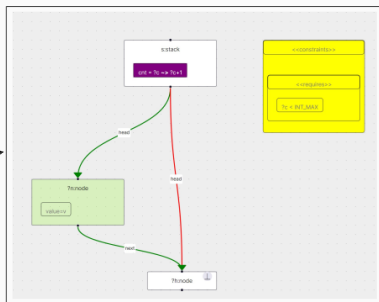 s:stack
cnt = ?c => ?c+1
<<constraints>>
<<requires>>
?c < INT_MAX
head
head
?n:node
value=v
next
?h:node